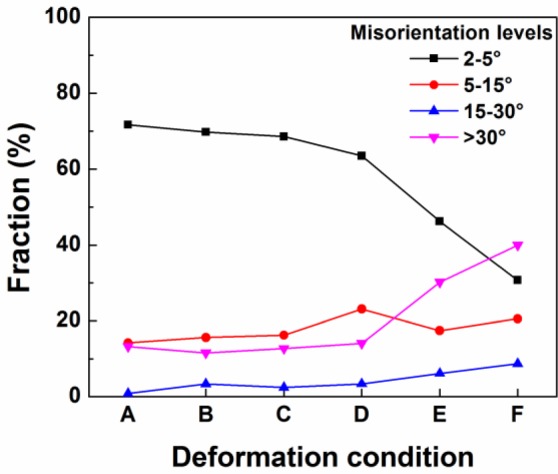 100
80
60
40
20
0
Fraction (%)
Misorientation levels
2-5°
5-15°
15-30°
>30°
A B C D E F
Deformation condition